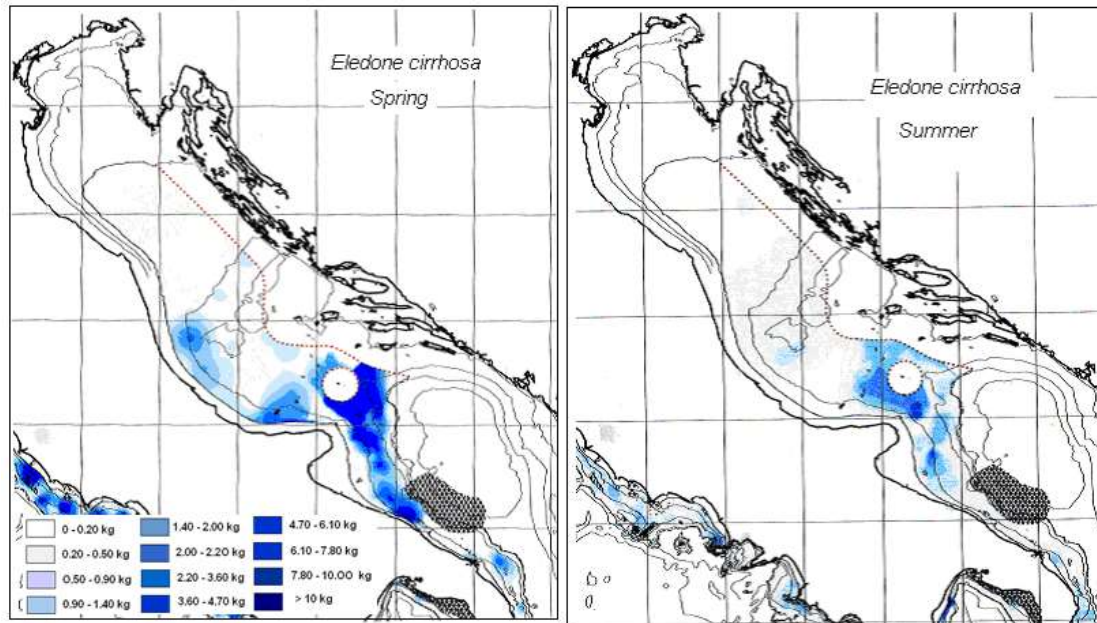 Eledone cirrhosa
Spring
0 - 0.20 kg
0.20 - 0.50 kg
0.50 - 0.90 kg
0.90 - 1.40 kg
1.40 - 2.00 kg
2.00 - 2.20 kg
2.20 - 3.60 kg
3.60 - 4.70 kg
4.70 - 6.10 kg
6.10 - 7.80 kg
7.80 - 10.OO kg
> 10 kg
Eledone cirrhosa
Summer